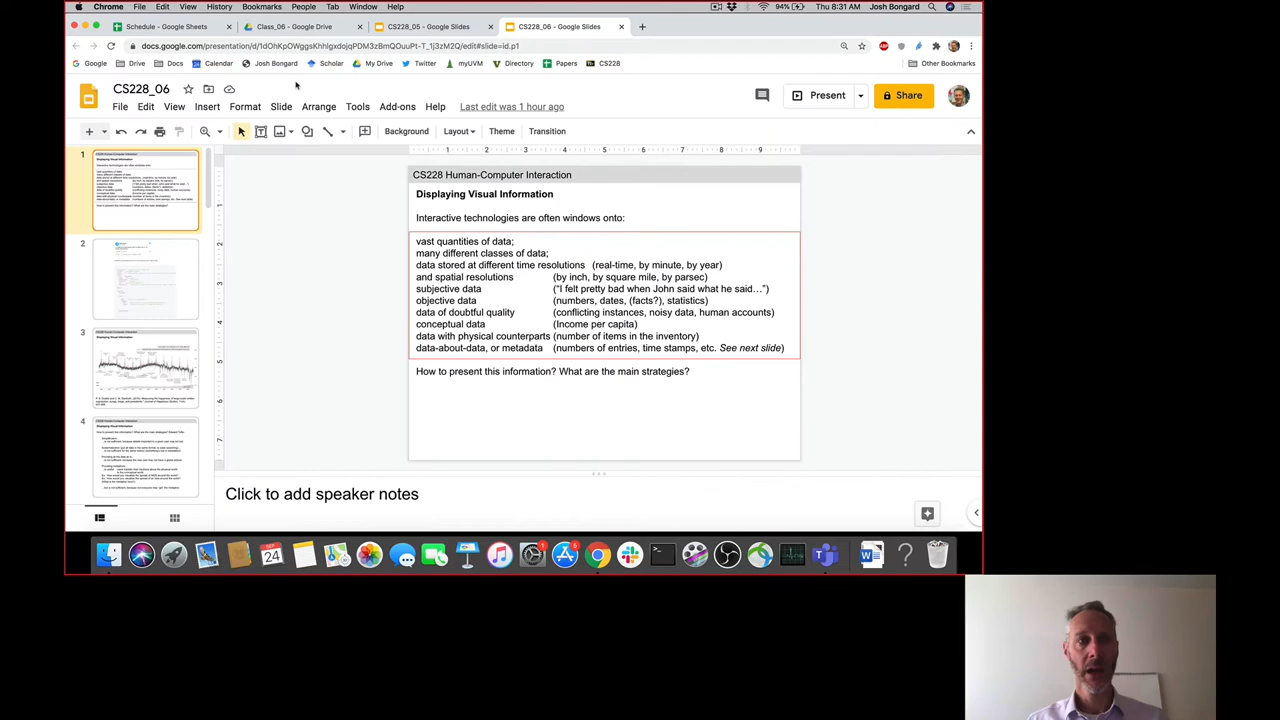 Chrome File Edit View History Bookmarks People Tab Window Help 94% Thu 8:31 AM Josh Bongard
Schedule - Google Sheets Class_06 - Google Drive CS228_05 - Google Slides CS228_06 - Google Slides
docs.google.com/presentation/d/1dOhKpOWggsKhhlgxdojqPDM3zBmQOuuPt-T_1j3zM2Q/edit#slide=id.p1
Google Drive Docs Calendar Josh Bongard Scholar My Drive Twitter myUVM Directory Papers CS228 Other Bookmarks
CS228_06
File Edit View Insert Format Slide Arrange Tools Add-ons Help Last edit was 1 hour ago
Present Share
Background Layout Theme Transition
1
2
3
4
CS228 Human-Computer Interaction
Displaying Visual Information
Interactive technologies are often windows onto:
vast quantities of data;
many different classes of data;
data stored at different time resolutions (real-time, by minute, by year)
and spatial resolutions (by inch, by square mile, by parsec)
subjective data ("I felt pretty bad when John said what he said…")
objective data (numbers, dates, (facts?), statistics)
data of doubtful quality (conflicting instances, noisy data, human accounts)
conceptual data (Income per capita)
data with physical counterparts (number of items in the inventory)
data-about-data, or metadata (numbers of entries, time stamps, etc. See next slide)
How to present this information? What are the main strategies?
Click to add speaker notes